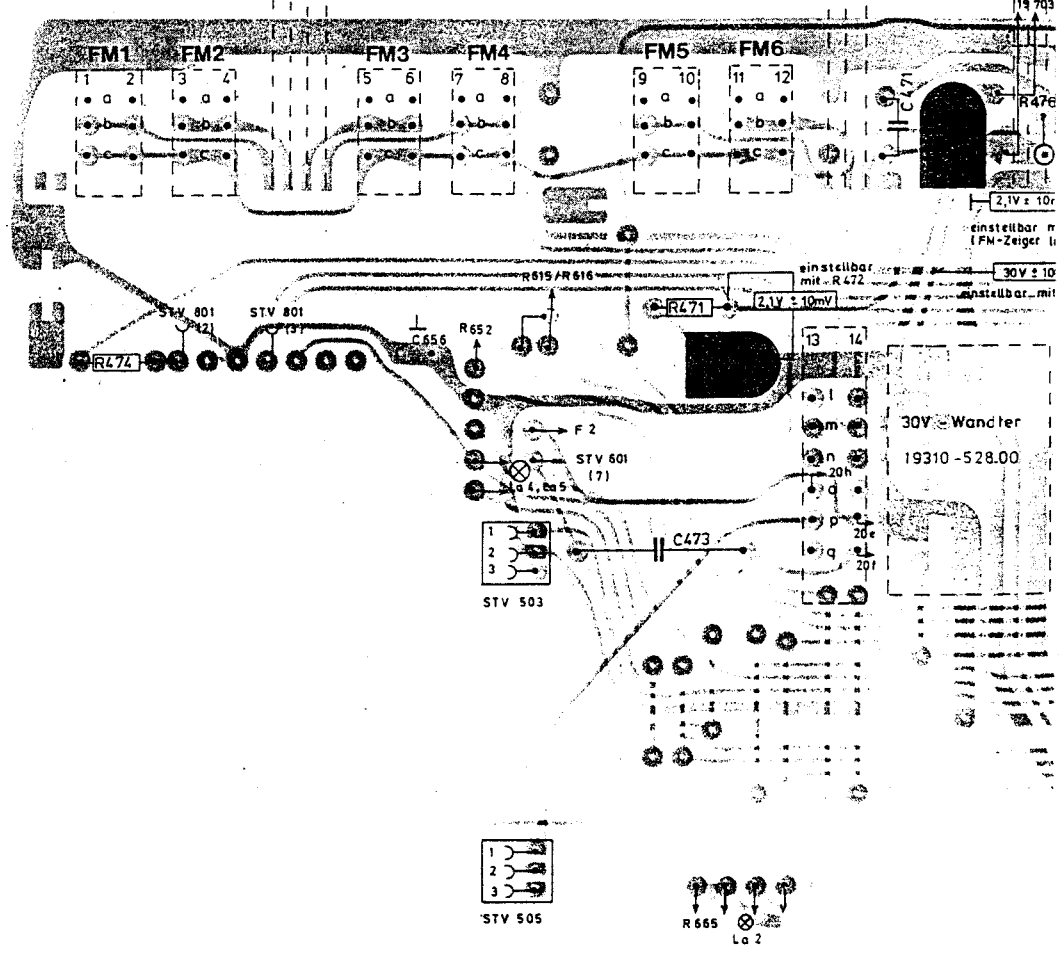 19 703
FM1 FM2 FM3 FM4 FM5 FM6
1 2 3 4 5 6 7 8 9 10 11 12
a a a a a a
b b b b b b
c c c c c c
C471
R476
2,1V ± 10
einstellbar m
(FM-Zeiger
30V ± 10
einstellbar mit
einstellbar
mit R472
2,1V ± 10mV
R615/R616
R471
STV 801
(2)
STV 801
(3)
C656
R652
R474
13 14
l
m
n
20h
o
p
20e
q
20f
30V - Wandler
19310-528.00
F 2
STV 601
(7)
La 4, La 5
C473
1
2
3
STV 503
1
2
3
STV 505
R665
La 2